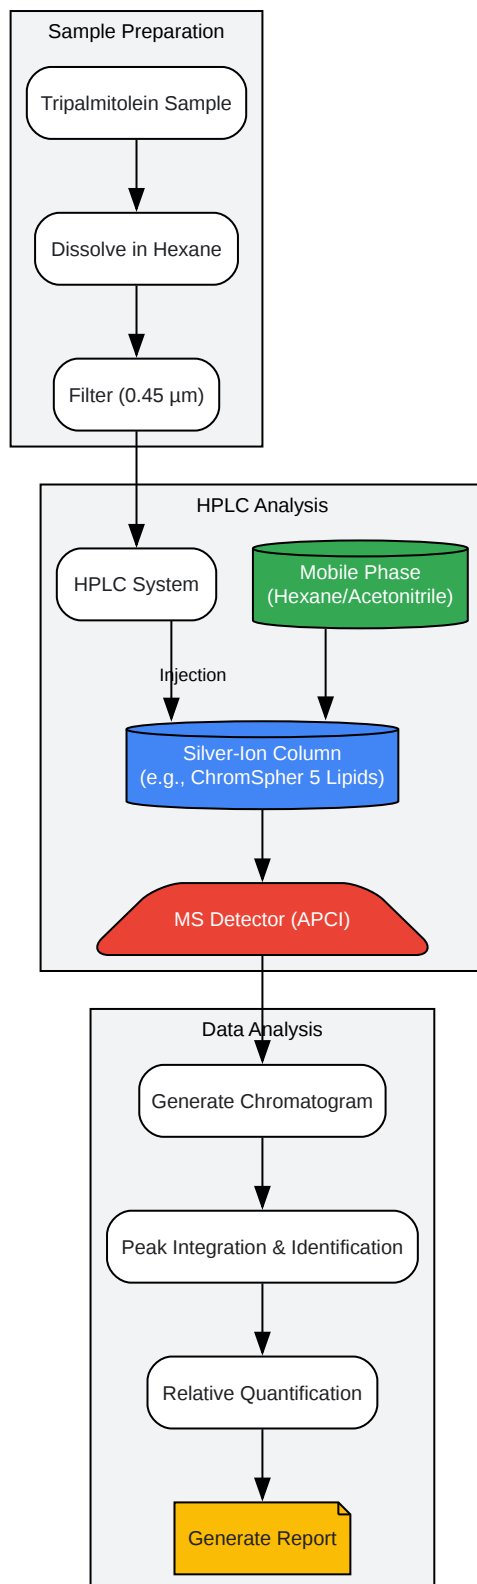 Sample Preparation
Tripalmitolein Sample
Dissolve in Hexane
Filter (0.45 µm)
HPLC Analysis
HPLC System
Mobile Phase
(Hexane/Acetonitrile)
Injection
Silver-Ion Column
(e.g., ChromSpher 5 Lipids)
MS Detector (APCI)
Data Analysis
Generate Chromatogram
Peak Integration & Identification
Relative Quantification
Generate Report